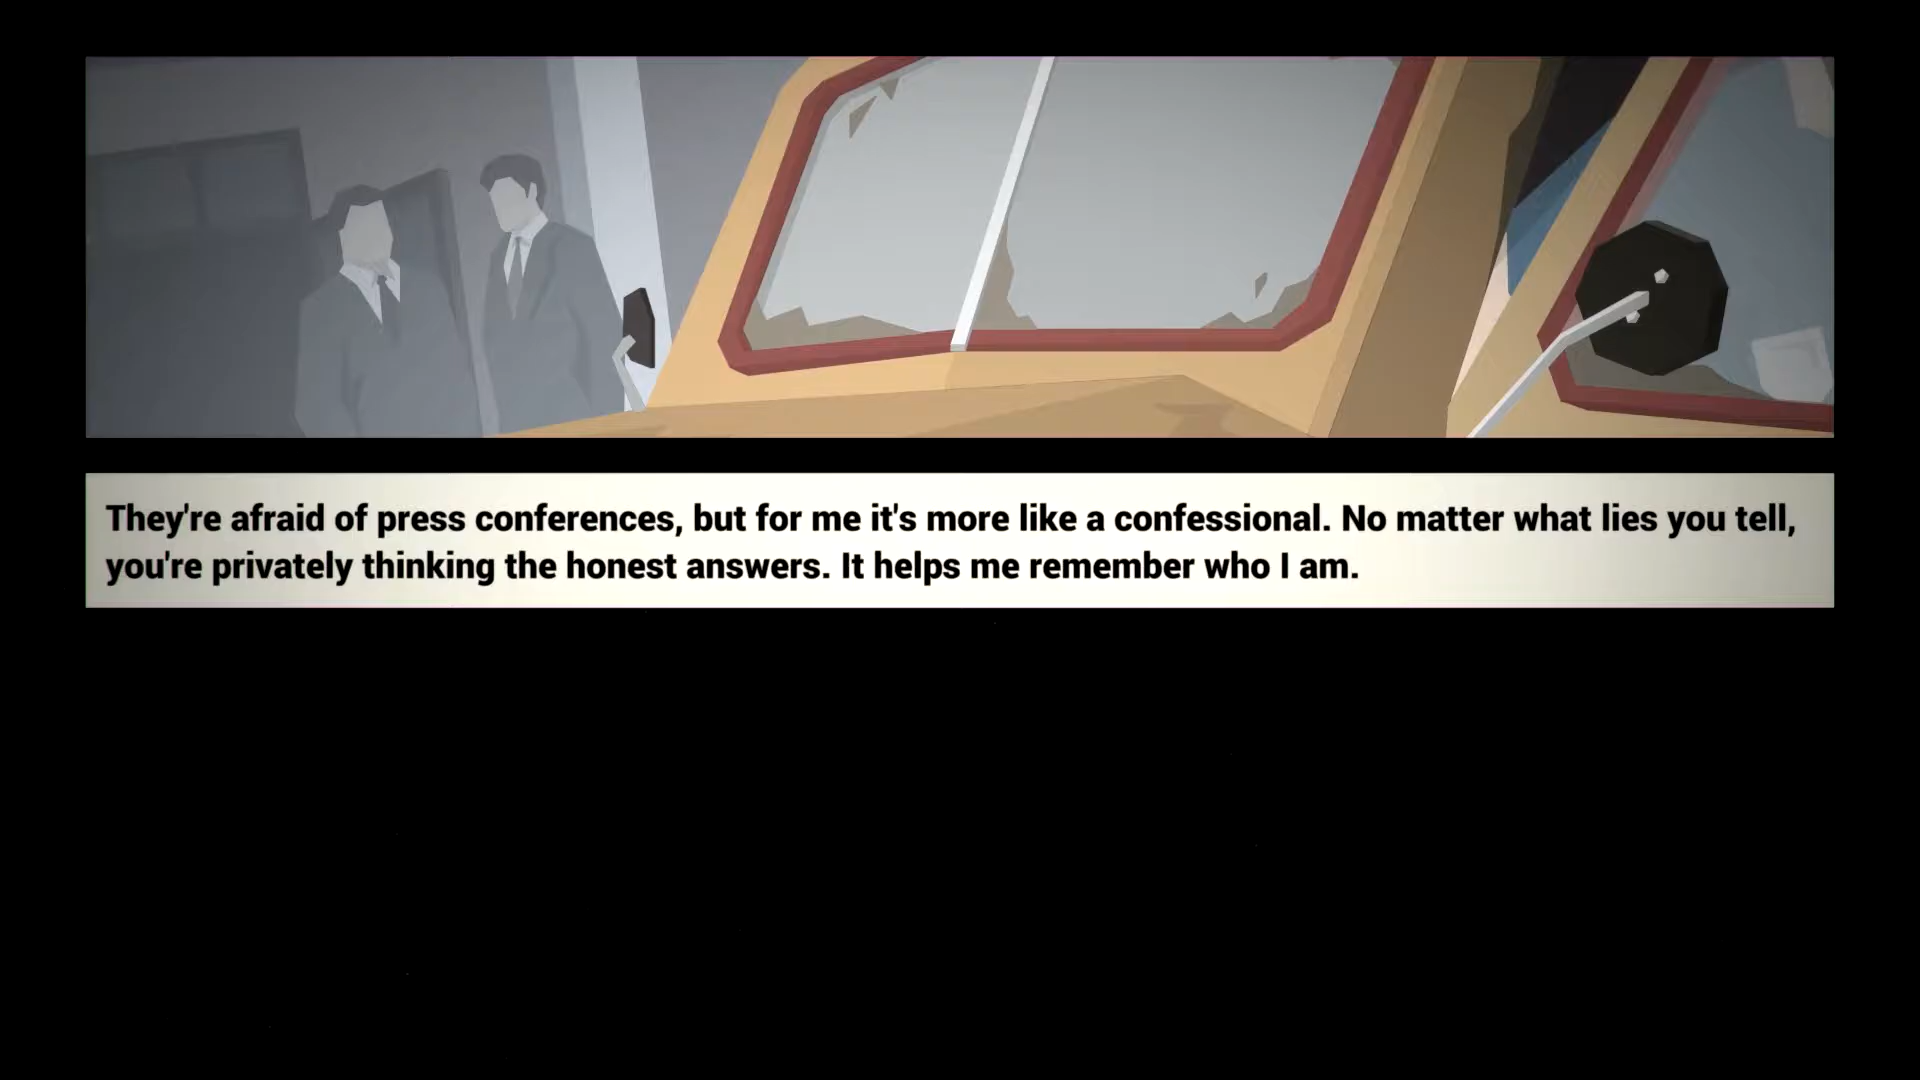 They're afraid of press conferences, but for me it's more like a confessional. No matter what lies you tell,
you're privately thinking the honest answers. It helps me remember who I am.